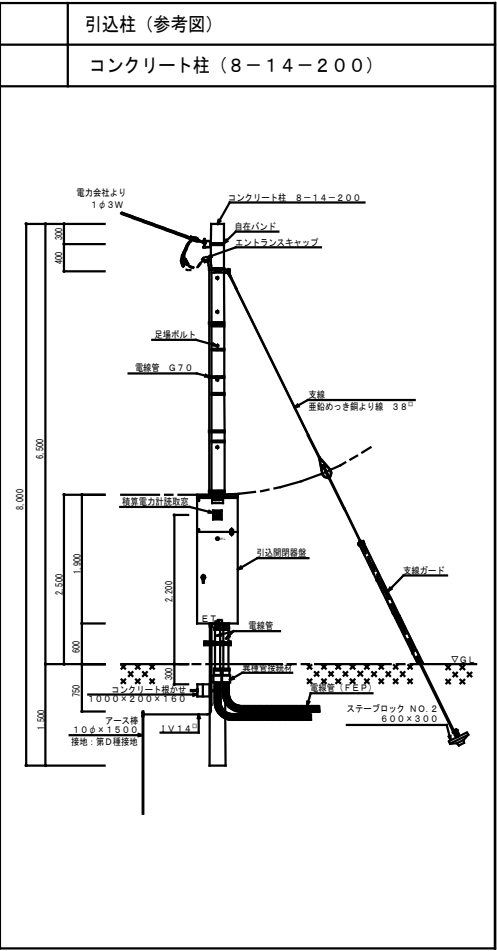 引込柱（参考図）
コンクリート柱（８－１４－２００）
電力会社より
１φ３Ｗ
コンクリート柱 ８－１４－２００
自在バンド
エントランスキャップ
300
400
足場ボルト
電線管 Ｇ７０
支線
亜鉛めっき鋼より線 ３８□
6,500
8,000
積算電力計読取窓
引込開閉器盤
1,900
2,500
2,200
支線ガード
ＥＴ
電線管
600
▽ＧＬ
300
異種管接続材
コンクリート根かせ
１０００×２００×１６０
750
電線管（ＦＥＰ）
ステーブロック ＮＯ.２
６００×３００
1,500
アース棒
１０φ×１５００
接地：第Ｄ種接地
ＩＶ１４□